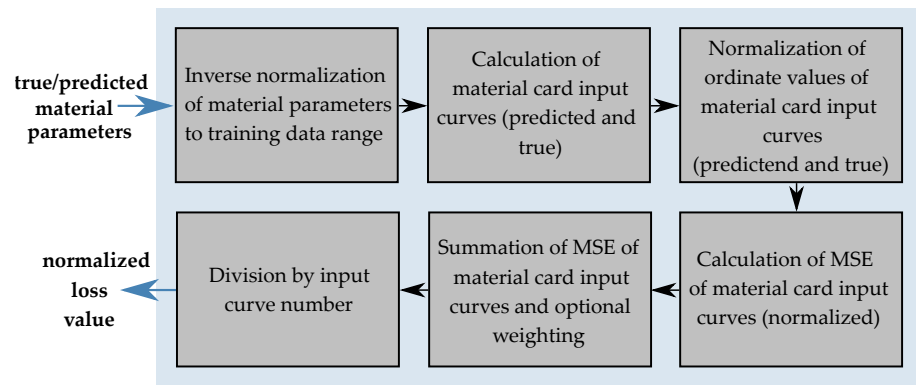 true/predicted
material
parameters
Inverse normalization
of material parameters
to training data range
Calculation of
material card input
curves (predicted and
true)
Normalization of
ordinate values of
material card input
curves
(predictend and true)
Calculation of MSE
of material card input
curves (normalized)
Summation of MSE of
material card input
curves and optional
weighting
Division by input
curve number
normalized
loss
value